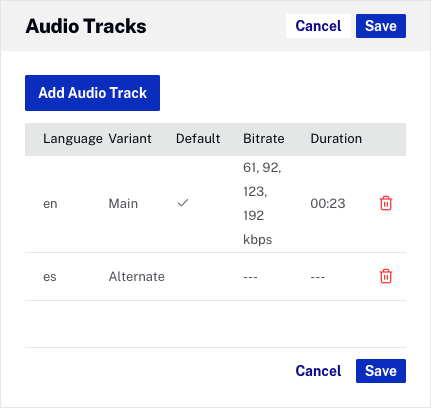 Audio Tracks Cancel Save
Add Audio Track
Language Variant Default Bitrate Duration
61, 92,
123,
en Main 00:23
192
kbps
es Alternate --- ---
Cancel Save